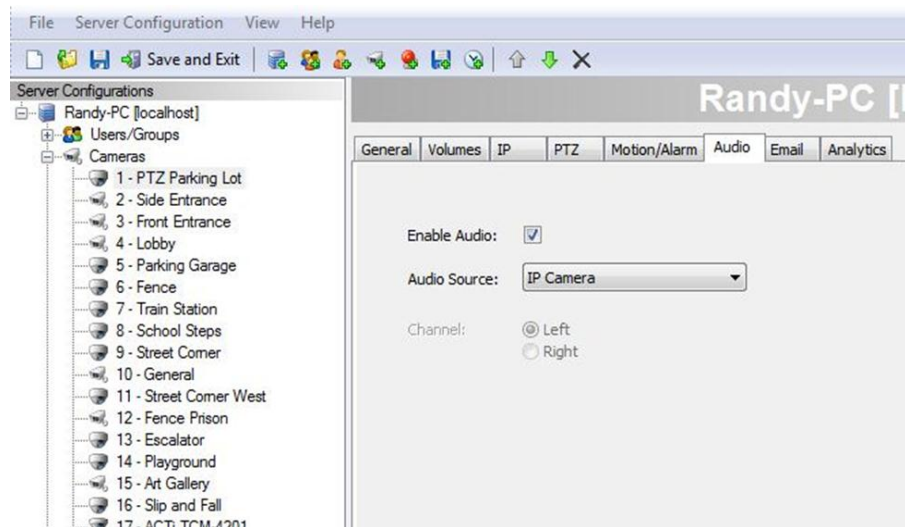 File Server Configuration View Help
Save and Exit
Server Configurations
Randy-PC [
Randy-PC [localhost]
Users/Groups
Cameras
General Volumes IP PTZ Motion/Alarm Audio Email Analytics
1 - PTZ Parking Lot
2 - Side Entrance
3 - Front Entrance
4 - Lobby
5 - Parking Garage
6 - Fence
7 - Train Station
8 - School Steps
9 - Street Corner
10 - General
11 - Street Corner West
12 - Fence Prison
13 - Escalator
14 - Playground
15 - Art Gallery
16 - Slip and Fall
17 - ACTi TCM-4201
Enable Audio:
Audio Source: IP Camera
Channel: Left
Right